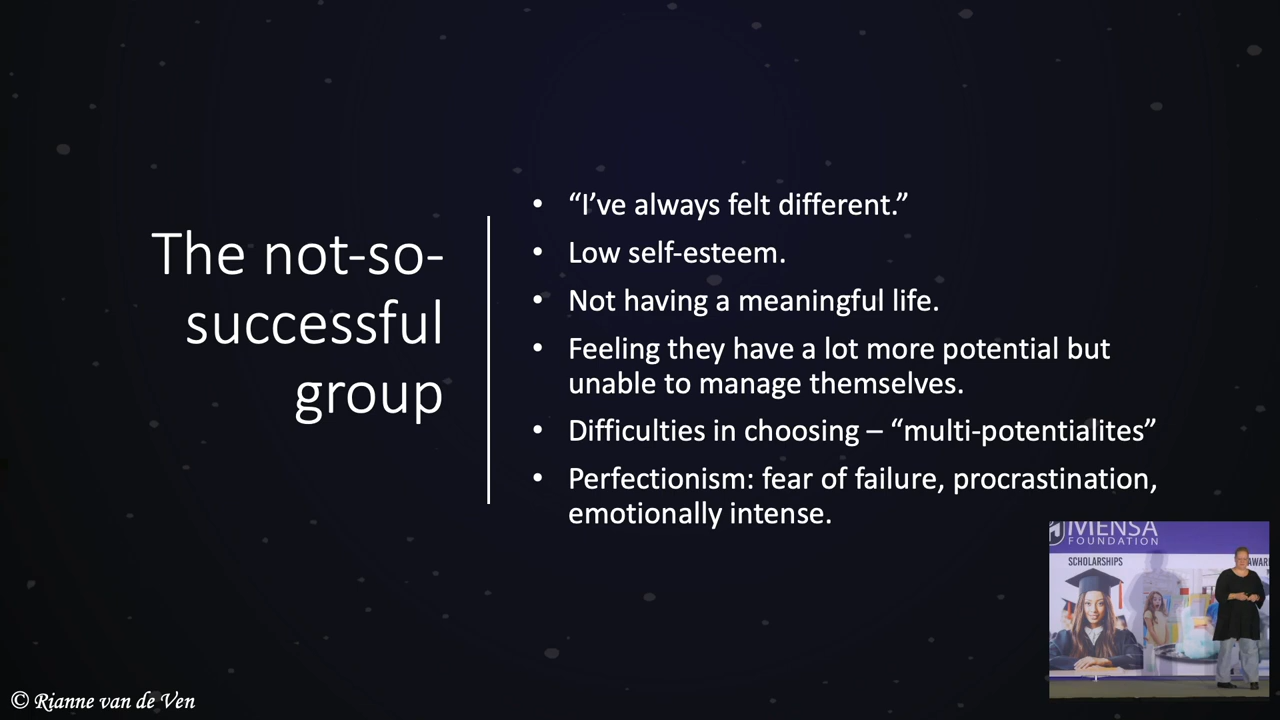 The not-so-
successful
group
• “I’ve always felt different.”
• Low self-esteem.
• Not having a meaningful life.
• Feeling they have a lot more potential but
unable to manage themselves.
• Difficulties in choosing – “multi-potentialites”
• Perfectionism: fear of failure, procrastination,
emotionally intense.
MENSA
FOUNDATION
SCHOLARSHIPS
© Rianne van de Ven